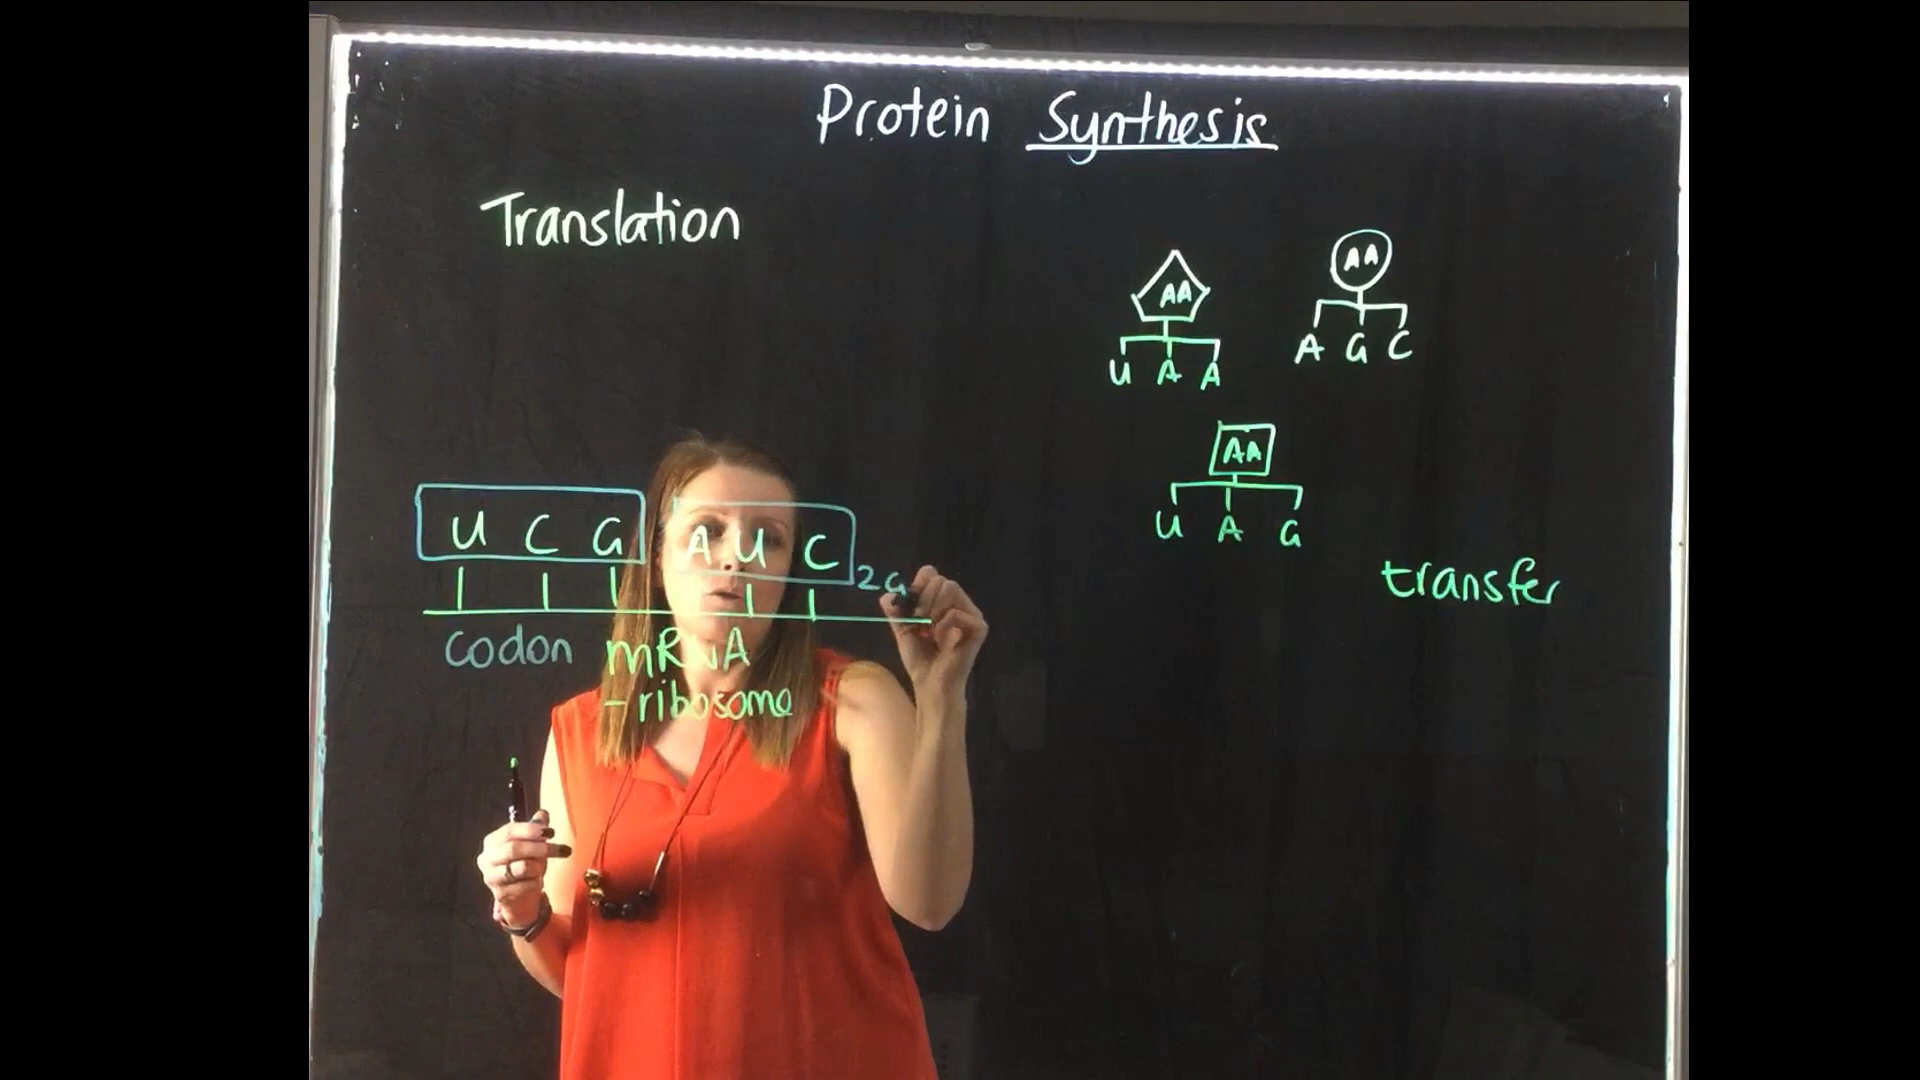 Protein Synthesis
Translation
AA
U A A
AA
A G C
AA
U A G
transfer
U C G A U C
codon mRNA
-ribosome